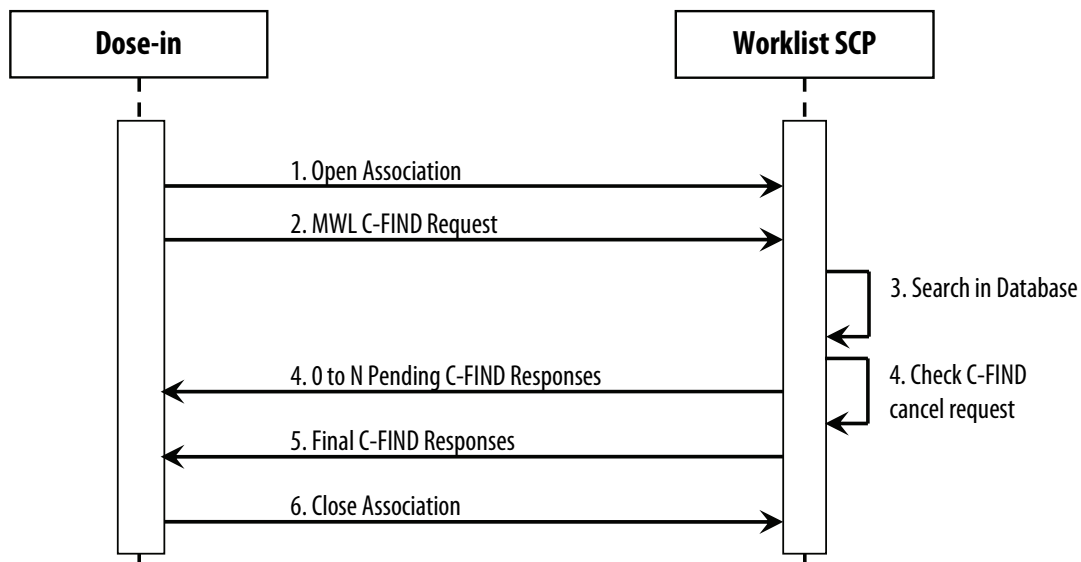 Dose-in
Worklist SCP
1. Open Association
2. MWL C-FIND Request
3. Search in Database
4. 0 to N Pending C-FIND Responses
4. Check C-FIND
cancel request
5. Final C-FIND Responses
6. Close Association